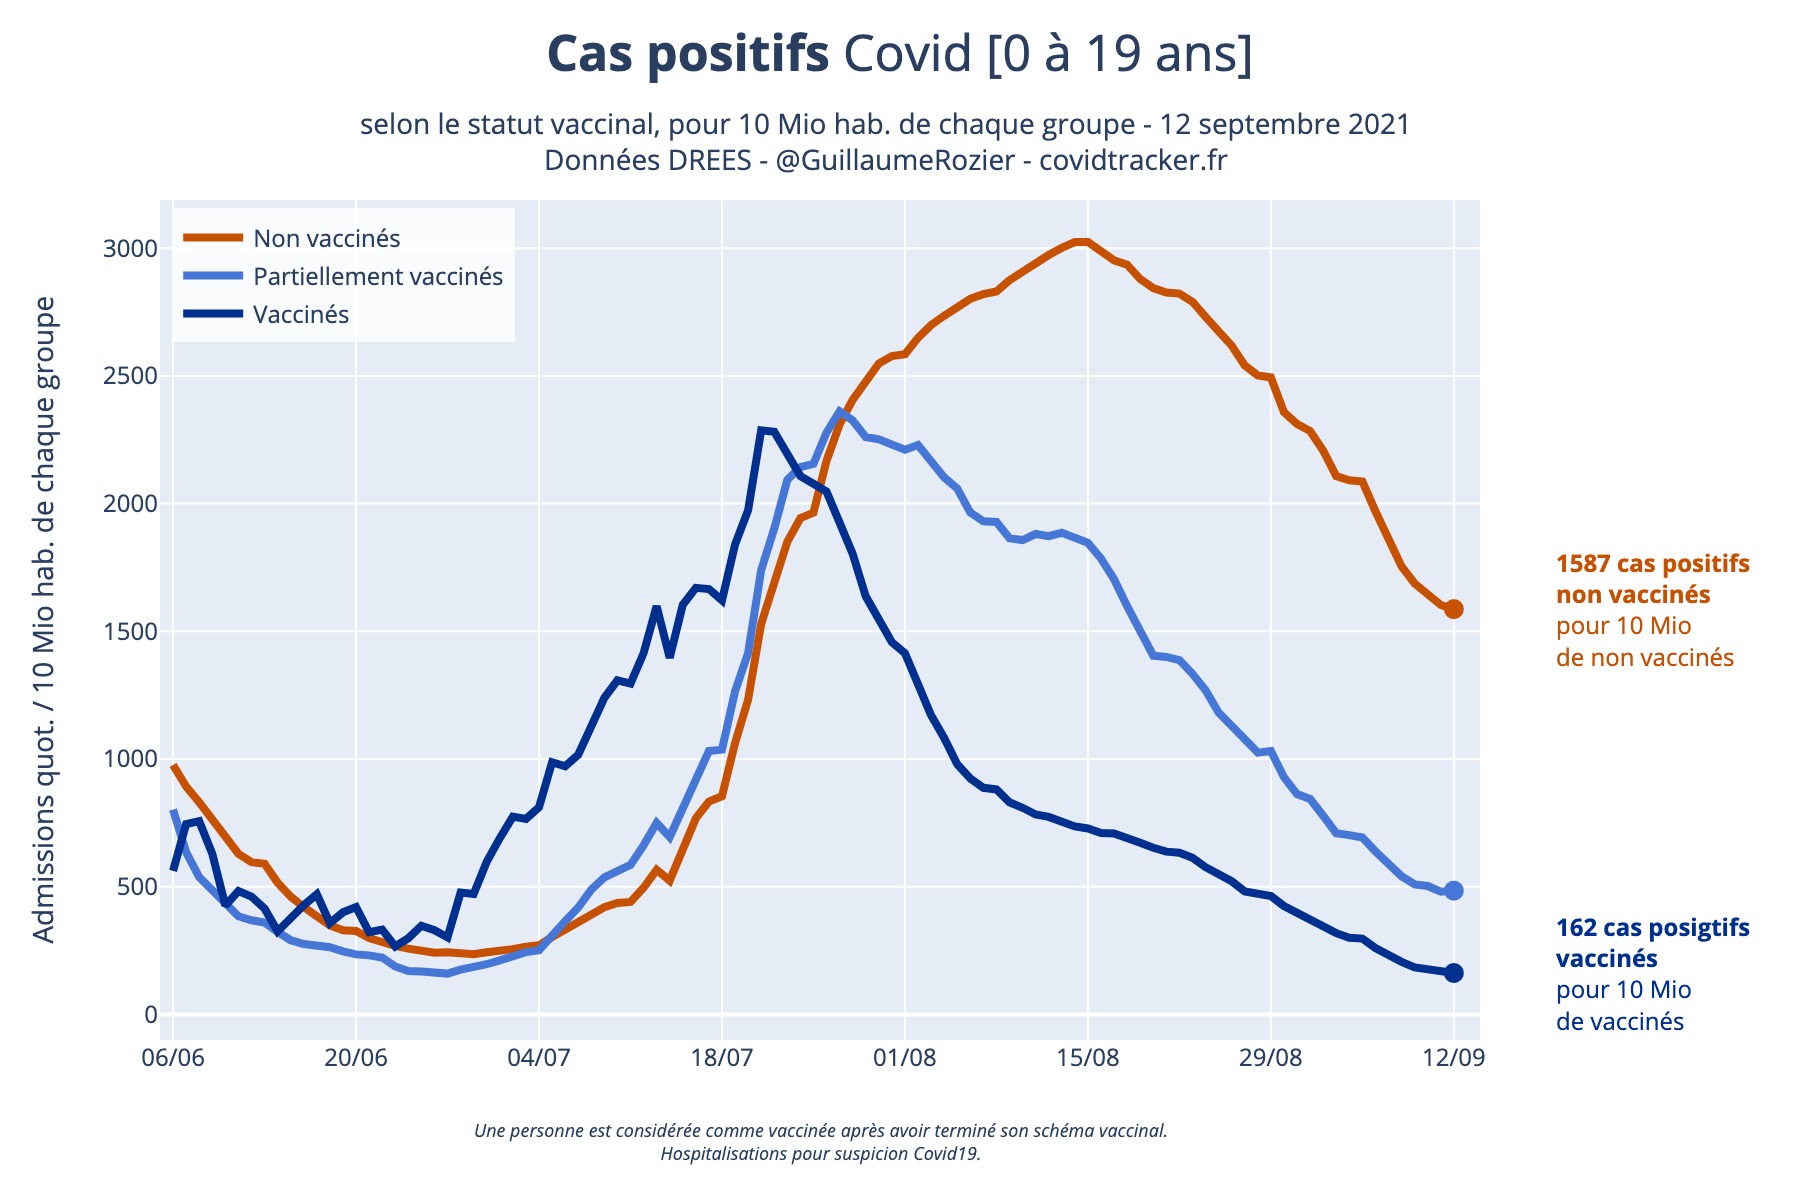 Cas positifs Covid [0 à 19 ans]
selon le statut vaccinal, pour 10 Mio hab. de chaque groupe - 12 septembre 2021
Données DREES - @GuillaumeRozier - covidtracker.fr
Non vaccinés
Partiellement vaccinés
Vaccinés
Admissions quot. / 10 Mio hab. de chaque groupe
3000
2500
2000
1500
1000
500
0
06/06
20/06
04/07
18/07
01/08
15/08
29/08
12/09
1587 cas positifs
non vaccinés
pour 10 Mio
de non vaccinés
162 cas posigtifs
vaccinés
pour 10 Mio
de vaccinés
Une personne est considérée comme vaccinée après avoir terminé son schéma vaccinal.
Hospitalisations pour suspicion Covid19.